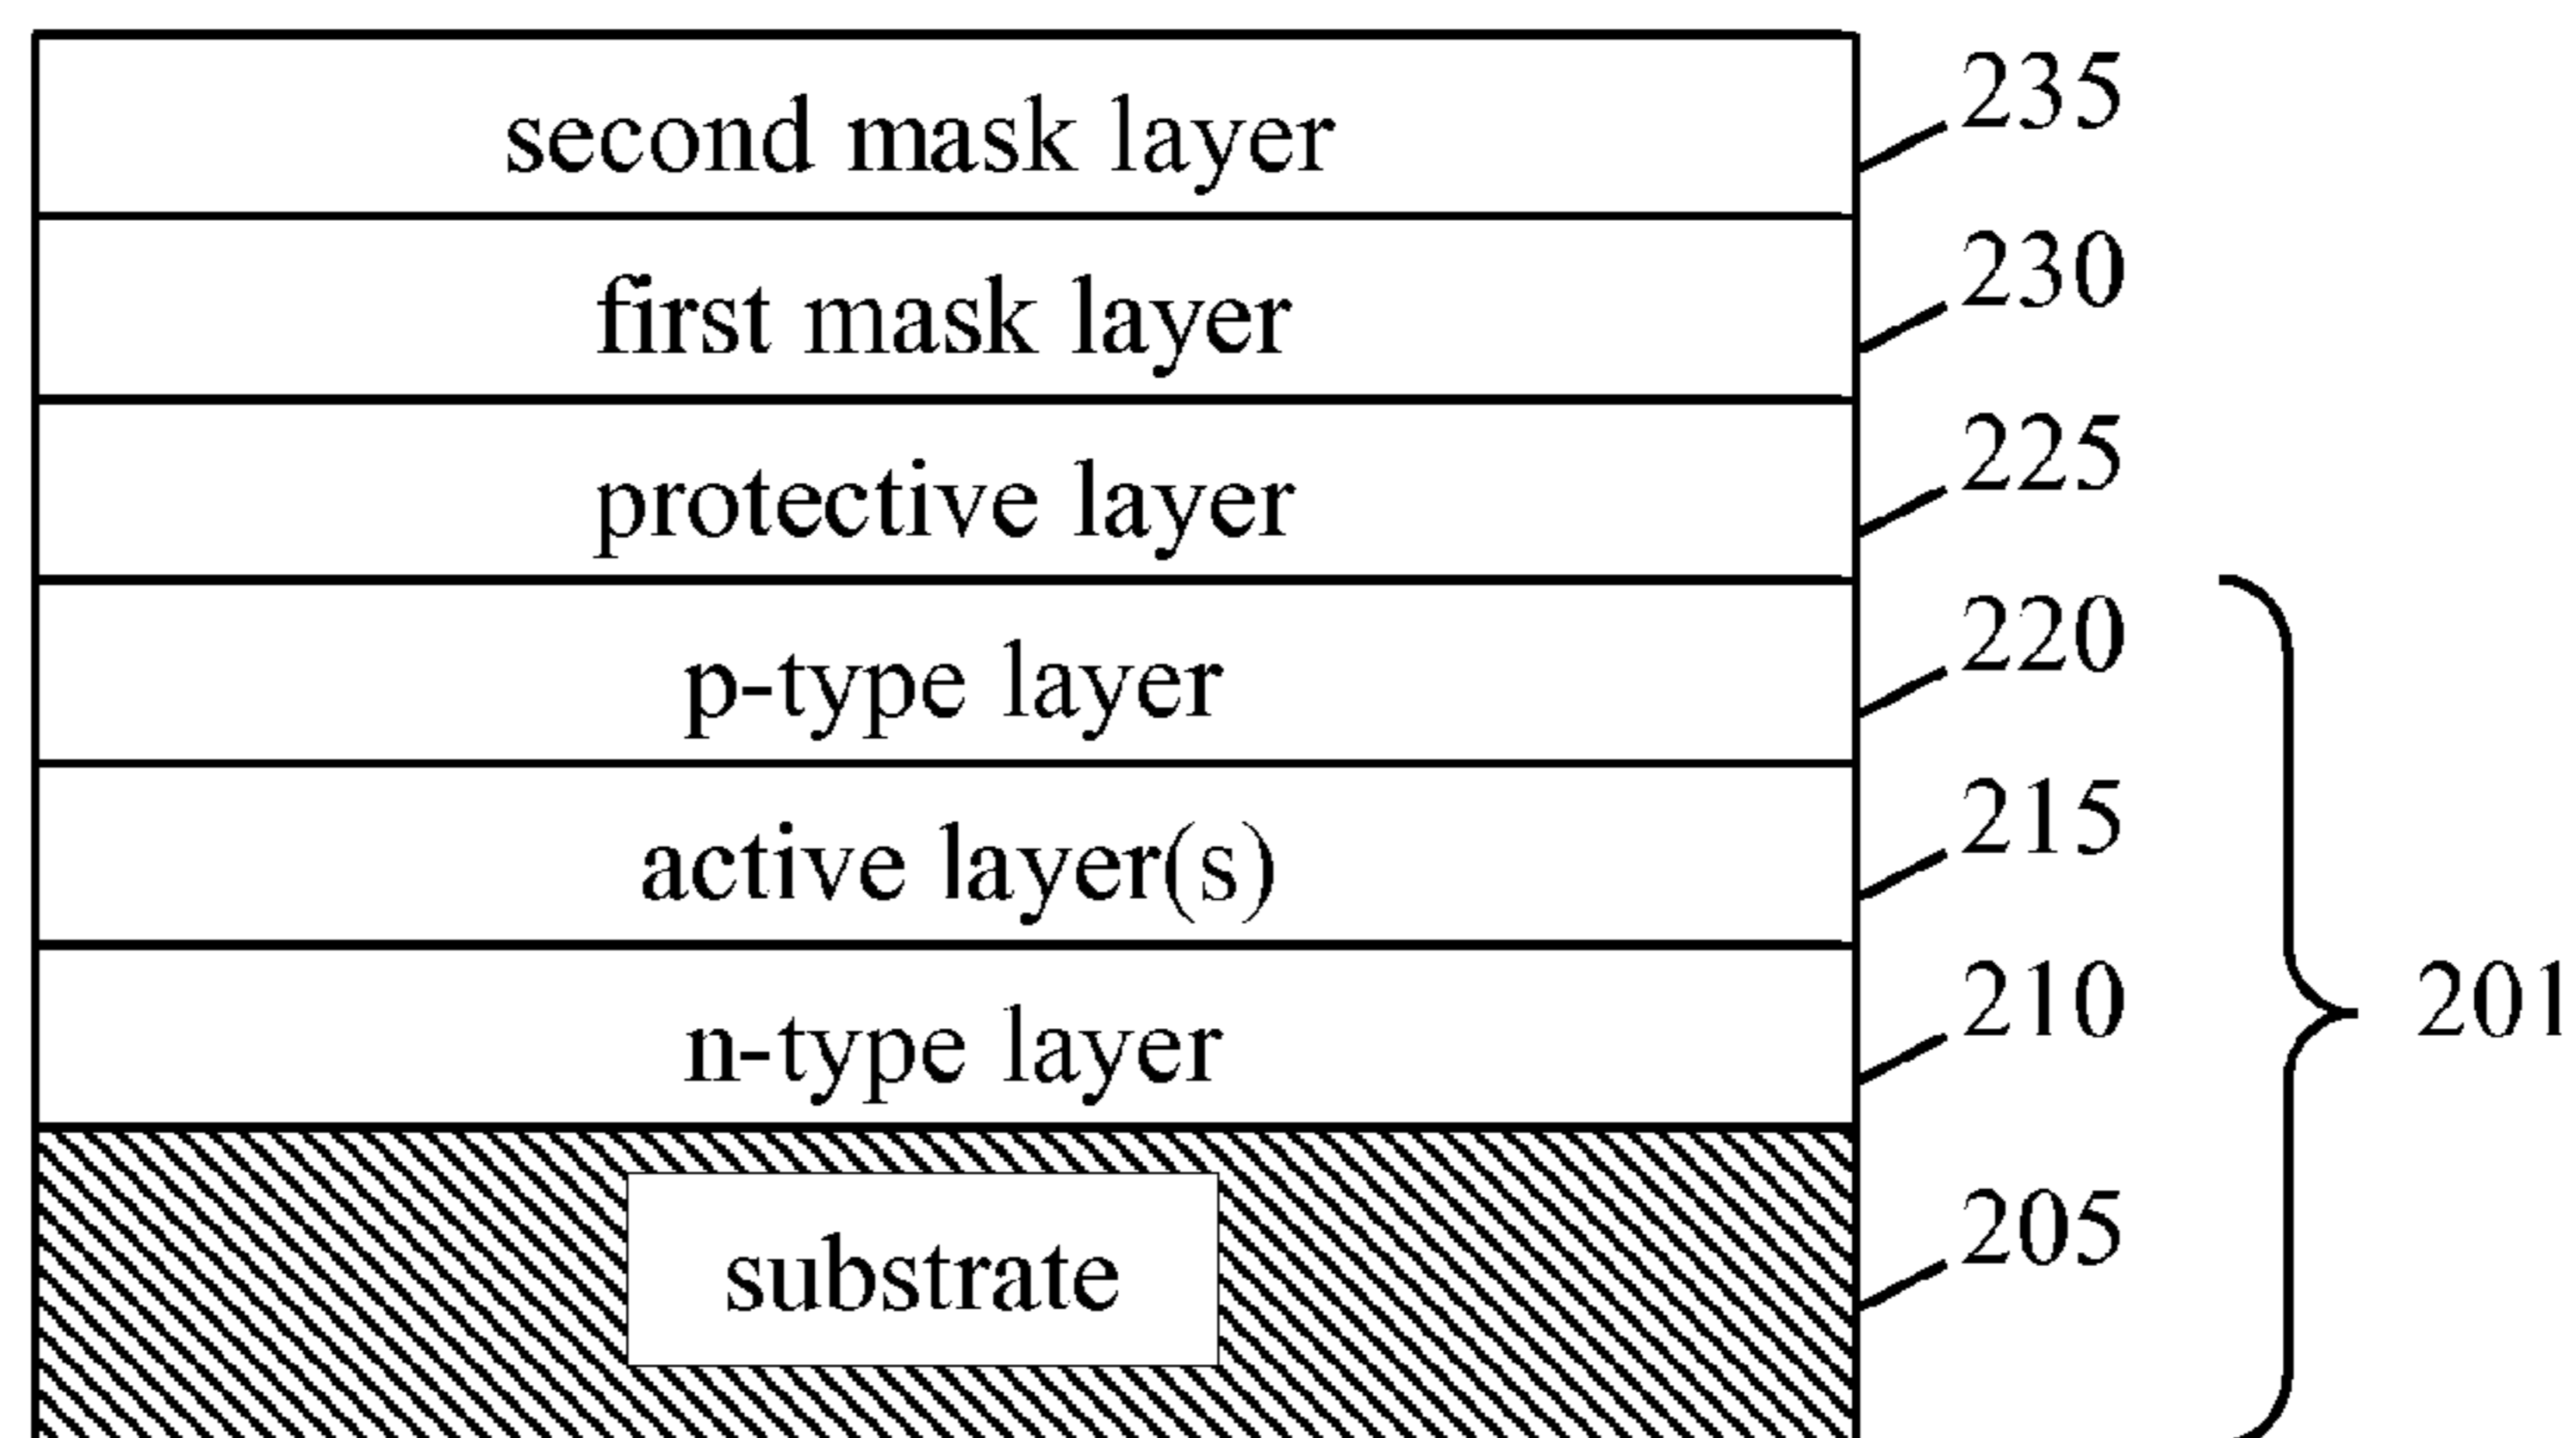 second mask layer 235
first mask layer 230
protective layer 225
p-type layer 220
active layer(s) 215
n-type layer 210
201
substrate 205